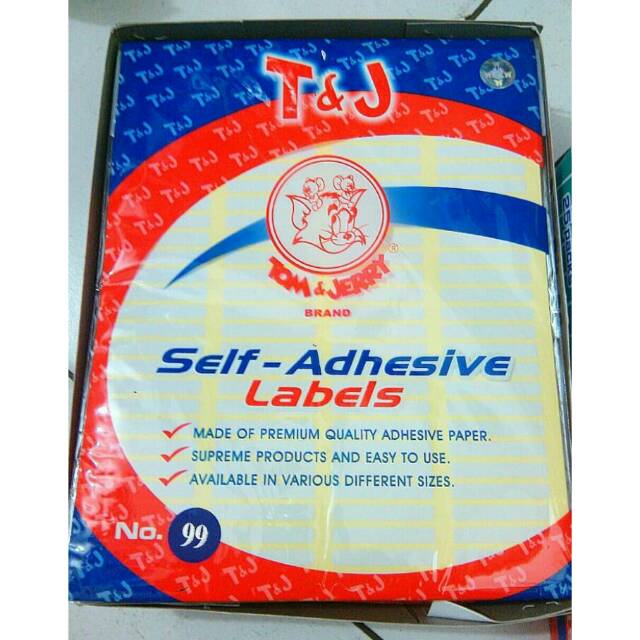 T&J
TOM & JERRY
®
BRAND
Self-Adhesive
Labels
MADE OF PREMIUM QUALITY ADHESIVE PAPER.
SUPREME PRODUCTS AND EASY TO USE.
AVAILABLE IN VARIOUS DIFFERENT SIZES.
No. 99